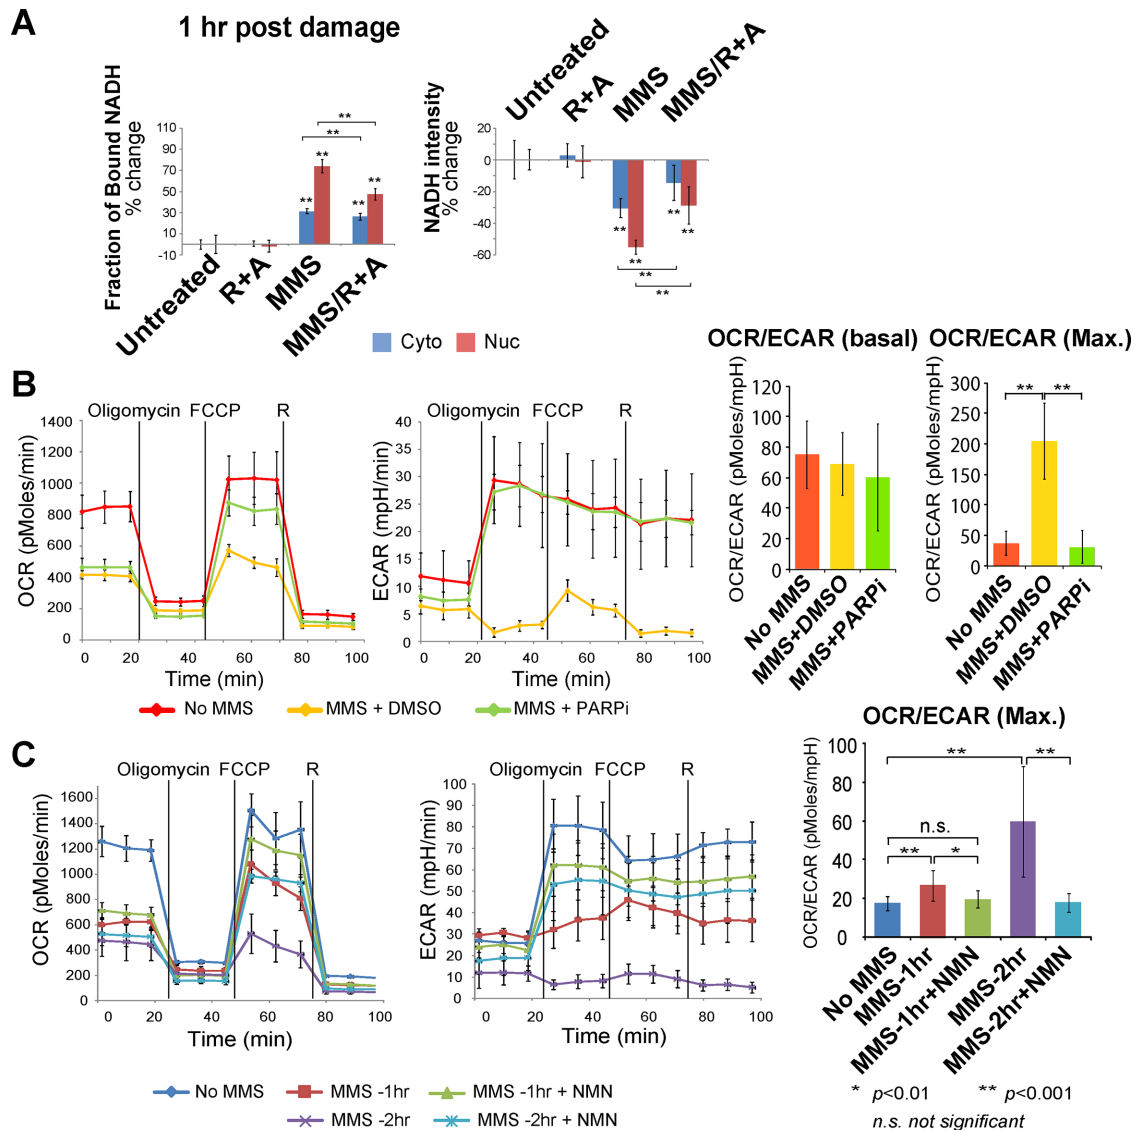 A
1 hr post damage
Fraction of Bound NADH
% change
110
90
70
50
30
10
-10
**
**
**
**
**
**
Untreated
R+A
MMS
MMS/R+A
Untreated
R+A
MMS
MMS/R+A
NADH intensity
% change
20
0
-20
-40
-60
**
**
**
**
**
**
Cyto
Nuc
B
Oligomycin
FCCP
R
OCR (pMoles/min)
1400
1200
1000
800
600
400
200
0
0
20
40
60
80
100
Time (min)
Oligomycin
FCCP
R
ECAR (mpH/min)
40
35
30
25
20
15
10
5
0
0
20
40
60
80
100
Time (min)
No MMS
MMS + DMSO
MMS + PARPi
OCR/ECAR (basal)
OCR/ECAR (pMoles/mpH)
120
100
80
60
40
20
0
No MMS
MMS+DMSO
MMS+PARPi
OCR/ECAR (Max.)
OCR/ECAR (pMoles/mpH)
300
250
200
150
100
50
0
**
**
No MMS
MMS+DMSO
MMS+PARPi
C
Oligomycin
FCCP
R
OCR (pMoles/min)
1600
1400
1200
1000
800
600
400
200
0
0
20
40
60
80
100
Time (min)
Oligomycin
FCCP
R
ECAR (mpH/min)
100
90
80
70
60
50
40
30
20
10
0
0
20
40
60
80
100
Time (min)
No MMS
MMS -1hr
MMS -1hr + NMN
MMS -2hr
MMS -2hr + NMN
OCR/ECAR (Max.)
OCR/ECAR (pMoles/mpH)
100
80
60
40
20
0
**
**
n.s.
**
*
No MMS
MMS-1hr
MMS-1hr+NMN
MMS-2hr
MMS-2hr+NMN
* p<0.01
** p<0.001
n.s. not significant